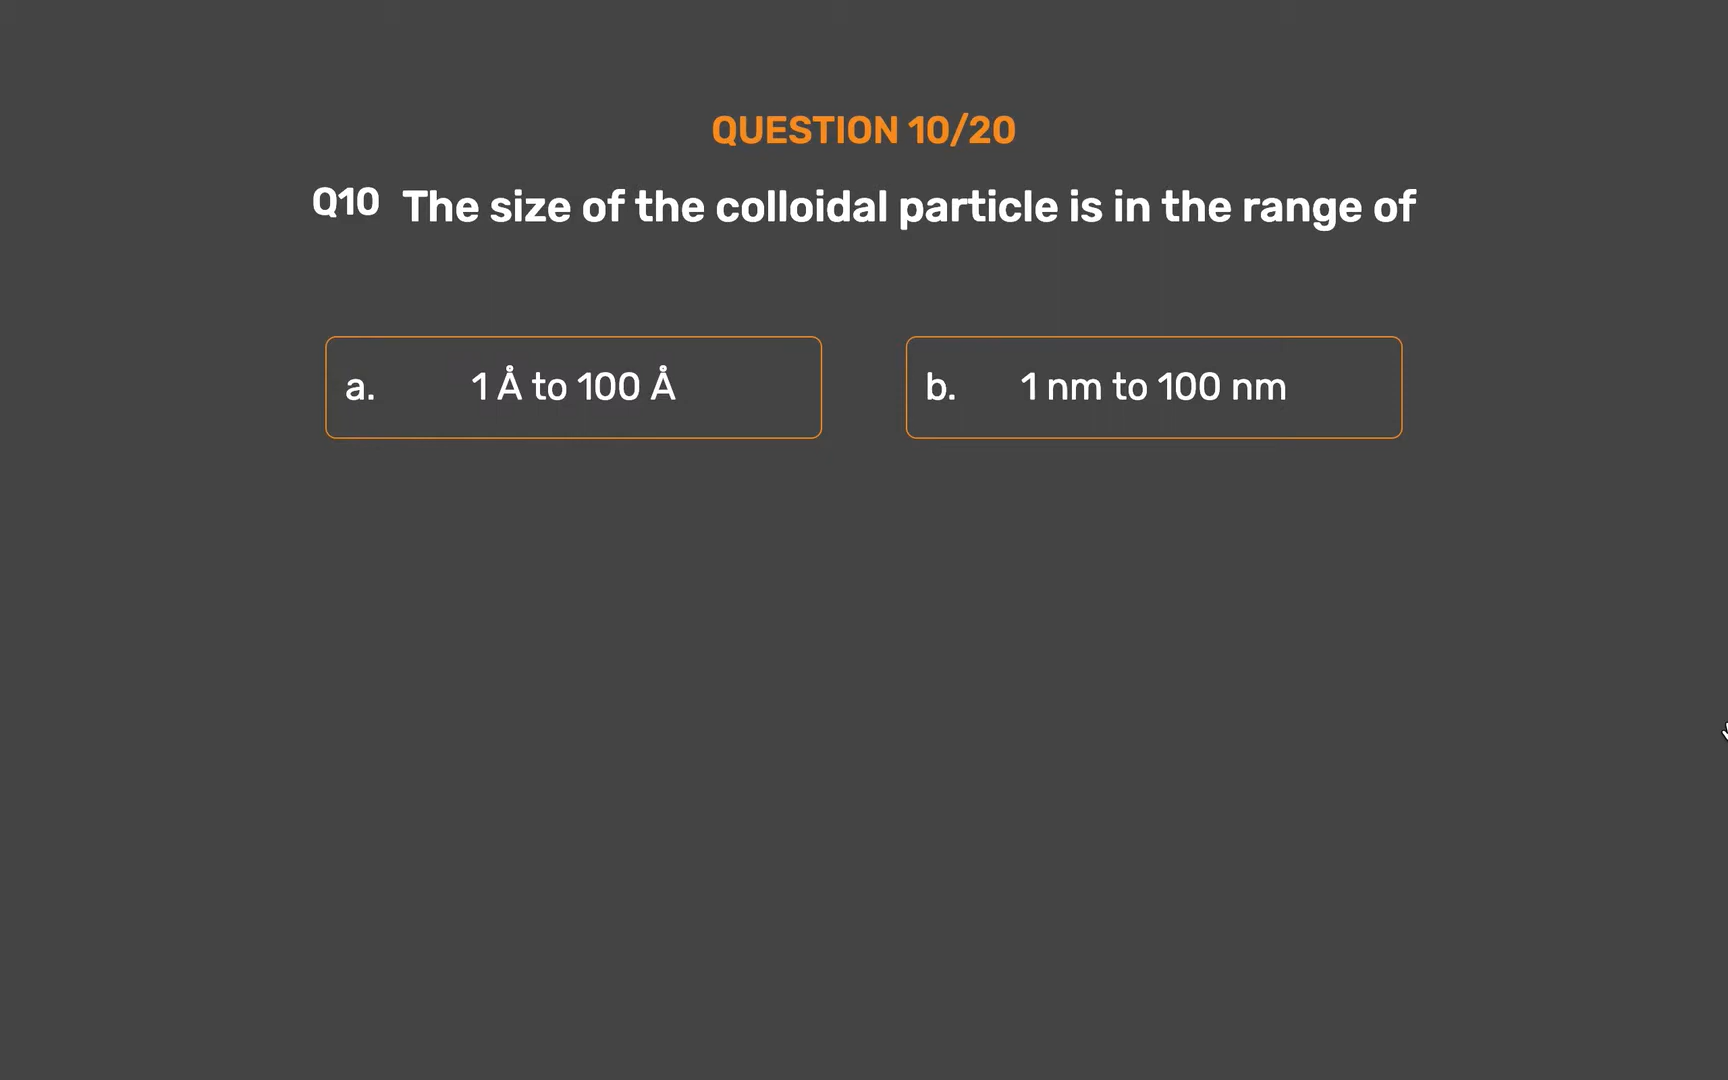 QUESTION 10/20
Q10 The size of the colloidal particle is in the range of
a. 1 Å to 100 Å
b. 1 nm to 100 nm